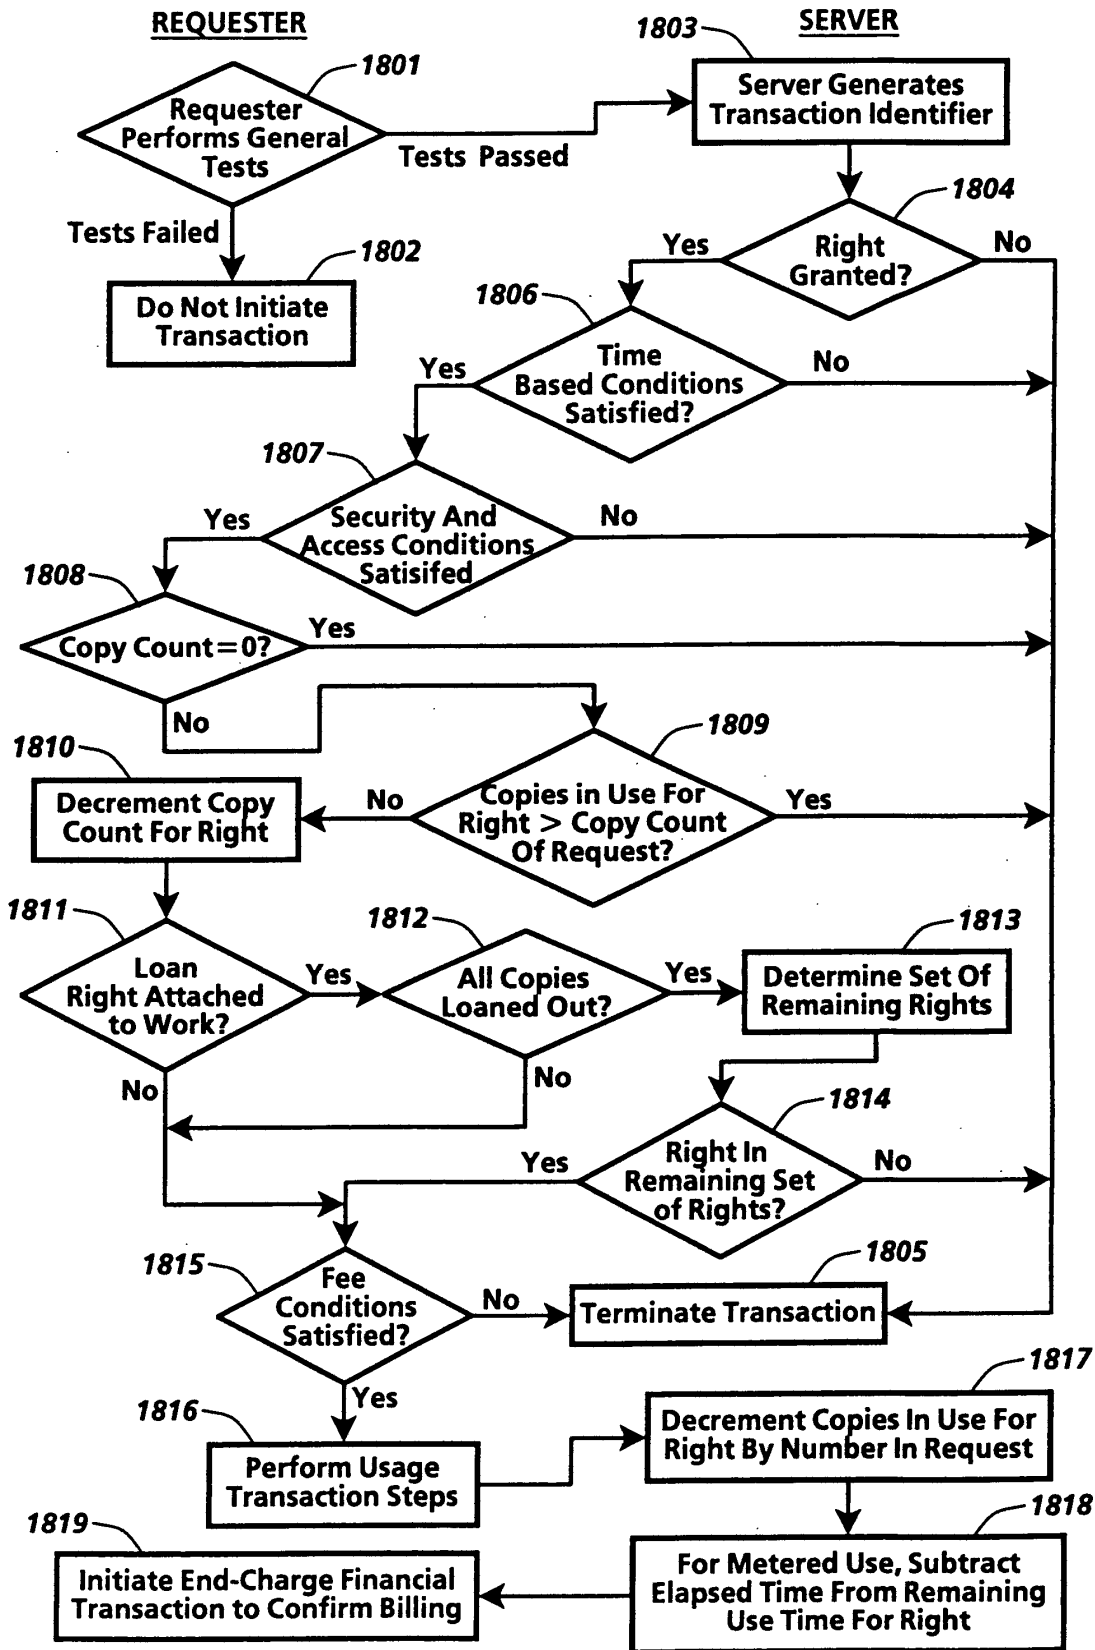 REQUESTER
SERVER
1801
1803
Requester
Performs General
Tests
Server Generates
Transaction Identifier
Tests Passed
Tests Failed
1804
Right
Granted?
Yes
No
1802
Do Not Initiate
Transaction
1806
Time
Based Conditions
Satisfied?
Yes
No
1807
Security And
Access Conditions
Satisifed
Yes
No
1808
Copy Count=0?
Yes
No
1809
Copies in Use For
Right > Copy Count
Of Request?
No
Yes
1810
Decrement Copy
Count For Right
1811
Loan
Right Attached
to Work?
Yes
No
1812
All Copies
Loaned Out?
Yes
No
1813
Determine Set Of
Remaining Rights
1814
Right In
Remaining Set
of Rights?
Yes
No
1815
Fee
Conditions
Satisfied?
No
Yes
1805
Terminate Transaction
1816
Perform Usage
Transaction Steps
1817
Decrement Copies In Use For
Right By Number In Request
1818
For Metered Use, Subtract
Elapsed Time From Remaining
Use Time For Right
1819
Initiate End-Charge Financial
Transaction to Confirm Billing